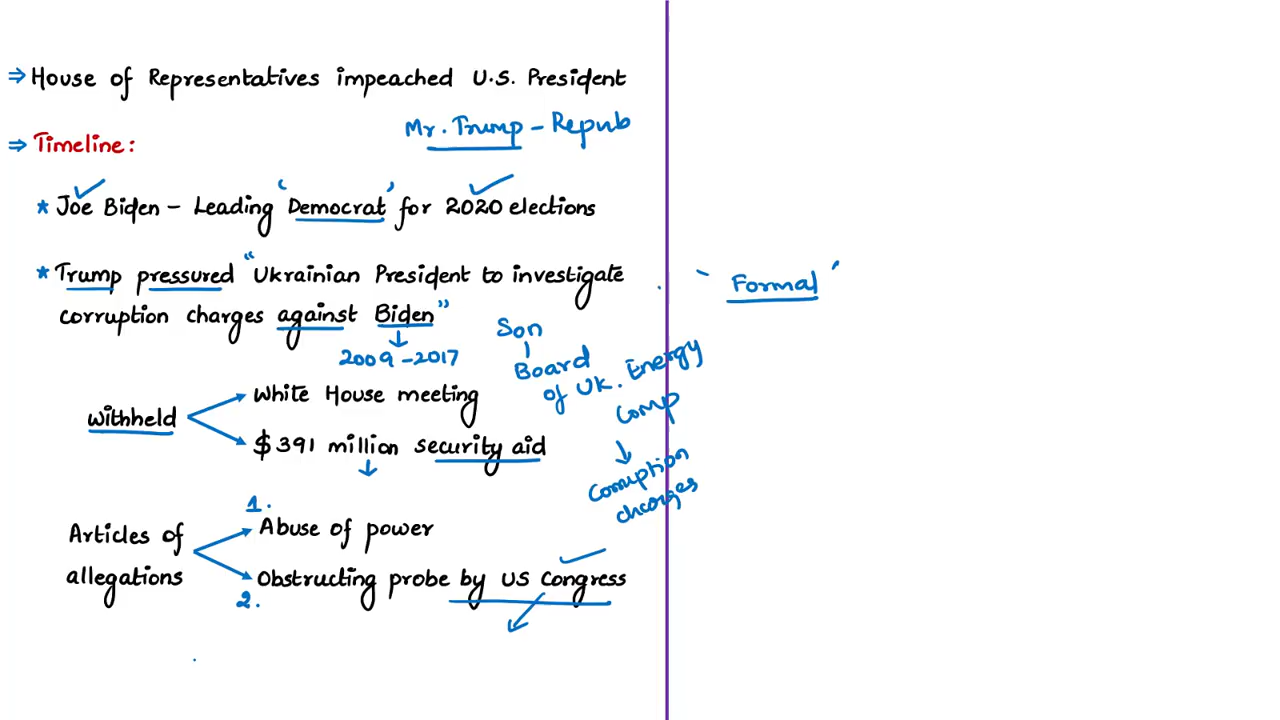 ⇒ House of Representatives impeached U.S. President
Mr. Trump - Repub
⇒ Timeline:
* Joe Biden - Leading 'Democrat' for 2020 elections
* Trump pressured "Ukrainian President to investigate
corruption charges against Biden"
2009 - 2017
Son
Board
of UK. Energy
Comp
Corruption
charges
withheld
White House meeting
$391 million security aid
Articles of
allegations
1.
Abuse of power
Obstructing probe by US Congress
2.
` Formal '